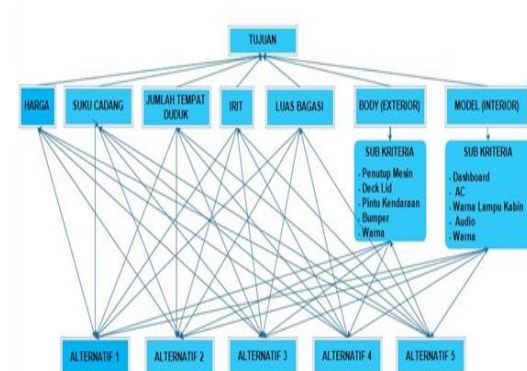 TUJUAN
HARGA
SUKU CADANG
JUMLAH TEMPAT
DUDUK
IRIT
LUAS BAGASI
BODY (EXTERIOR)
MODEL (INTERIOR)
SUB KRITERIA
- Penutup Mesin
- Deck Lid
- Pintu Kendaraan
- Bumper
- Warna
SUB KRITERIA
- Dashboard
- AC
- Warna Lampu Kabin
- Audio
- Warna
ALTERNATIF 1
ALTERNATIF 2
ALTERNATIF 3
ALTERNATIF 4
ALTERNATIF 5